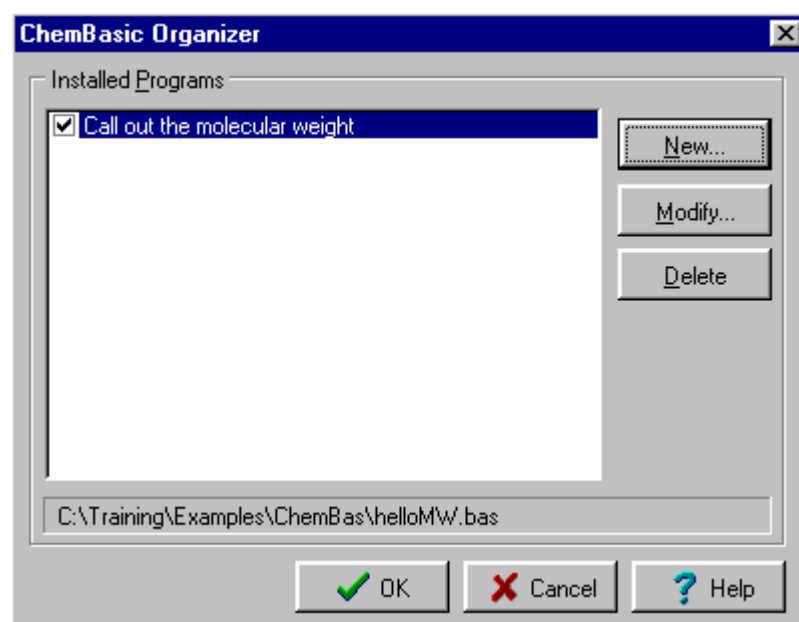 ChemBasic Organizer
Installed Programs
Call out the molecular weight
New...
Modify...
Delete
C:\Training\Examples\ChemBas\helloMW.bas
OK
Cancel
Help